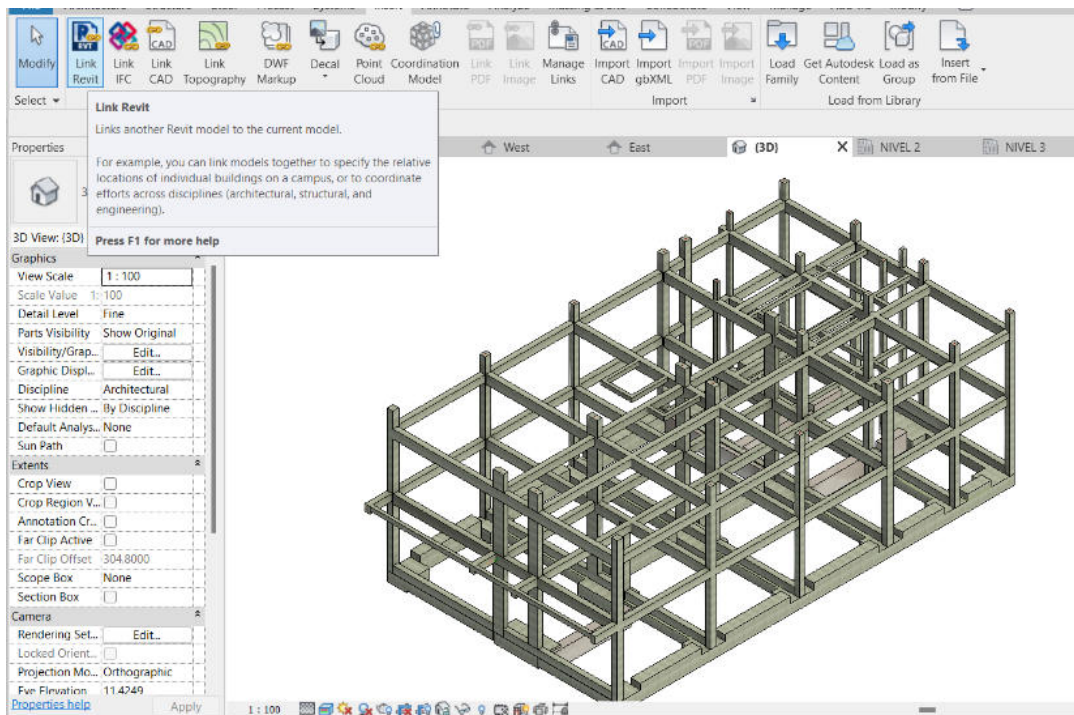 Modify
Link Revit
Link IFC
Link CAD
Link Topography
DWF Markup
Decal
Point Cloud
Coordination Model
Link PDF
Link Image
Manage Links
Import CAD
Import gbXML
Import PDF
Import Image
Load Family
Get Autodesk Content
Load as Group
Insert from File
Select
Import
Load from Library
Link Revit
Links another Revit model to the current model.
For example, you can link models together to specify the relative
locations of individual buildings on a campus, or to coordinate
efforts across disciplines (architectural, structural, and
engineering).
Press F1 for more help
Properties
West
East
{3D}
NIVEL 2
NIVEL 3
3D View: {3D}
Graphics
View Scale 1 : 100
Scale Value 1: 100
Detail Level Fine
Parts Visibility Show Original
Visibility/Grap... Edit...
Graphic Displ... Edit...
Discipline Architectural
Show Hidden ... By Discipline
Default Analys... None
Sun Path
Extents
Crop View
Crop Region V...
Annotation Cr...
Far Clip Active
Far Clip Offset 304.8000
Scope Box None
Section Box
Camera
Rendering Set... Edit...
Locked Orient...
Projection Mo... Orthographic
Eye Elevation 11.4249
Properties help Apply
1 : 100